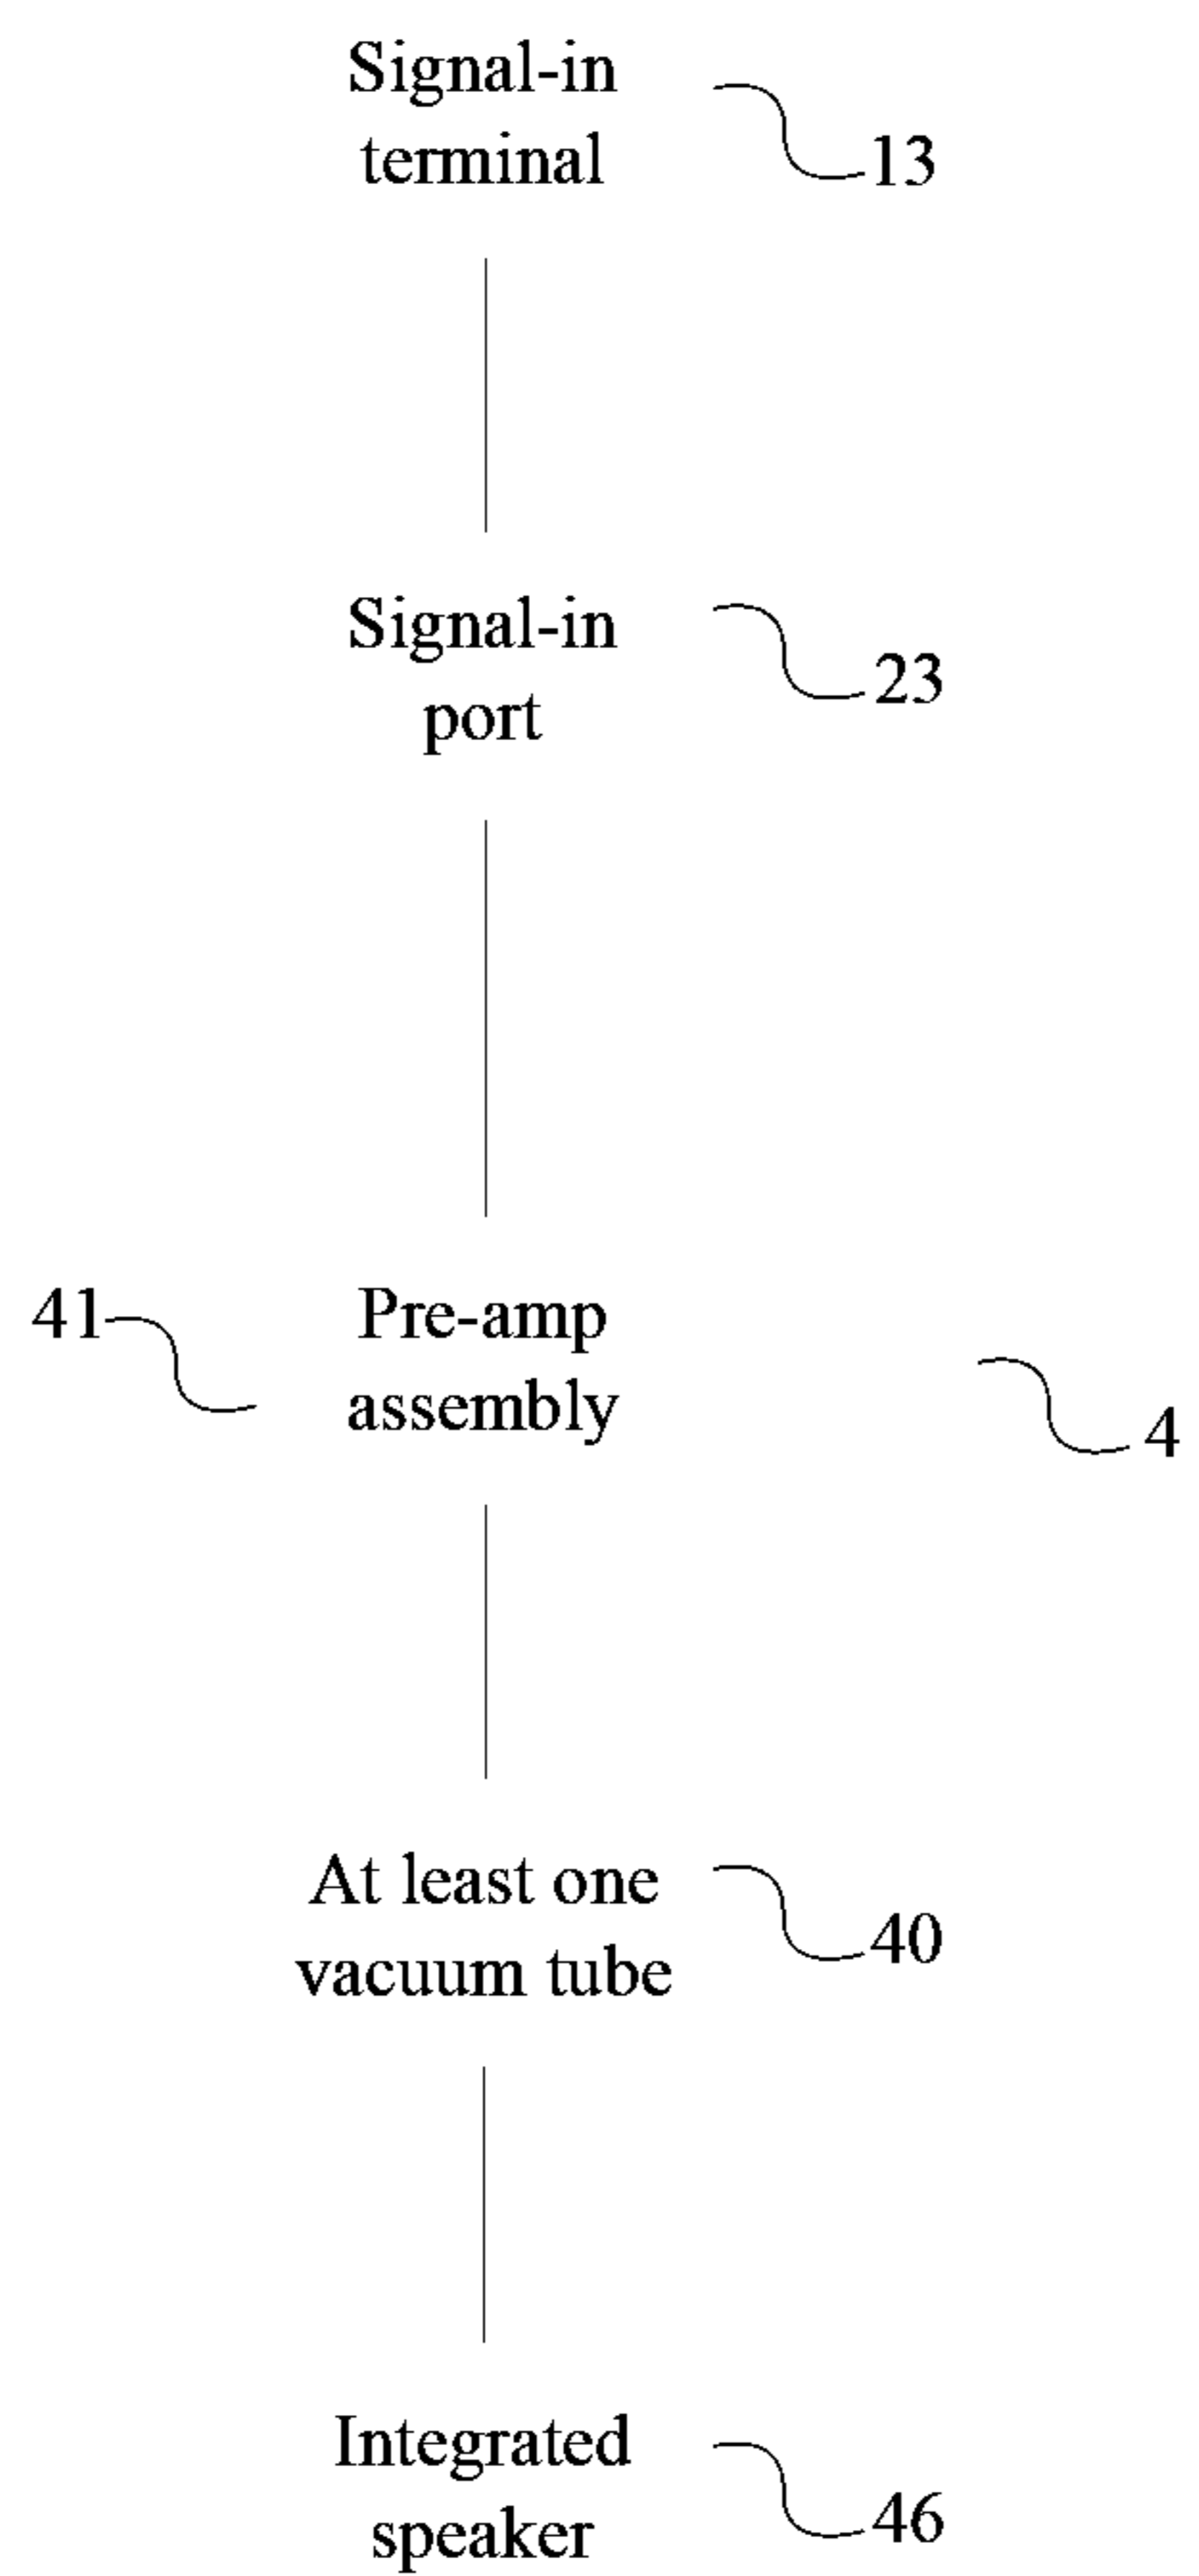 Signal-in
terminal
13
Signal-in
port
23
41
Pre-amp
assembly
4
At least one
vacuum tube
40
Integrated
speaker
46